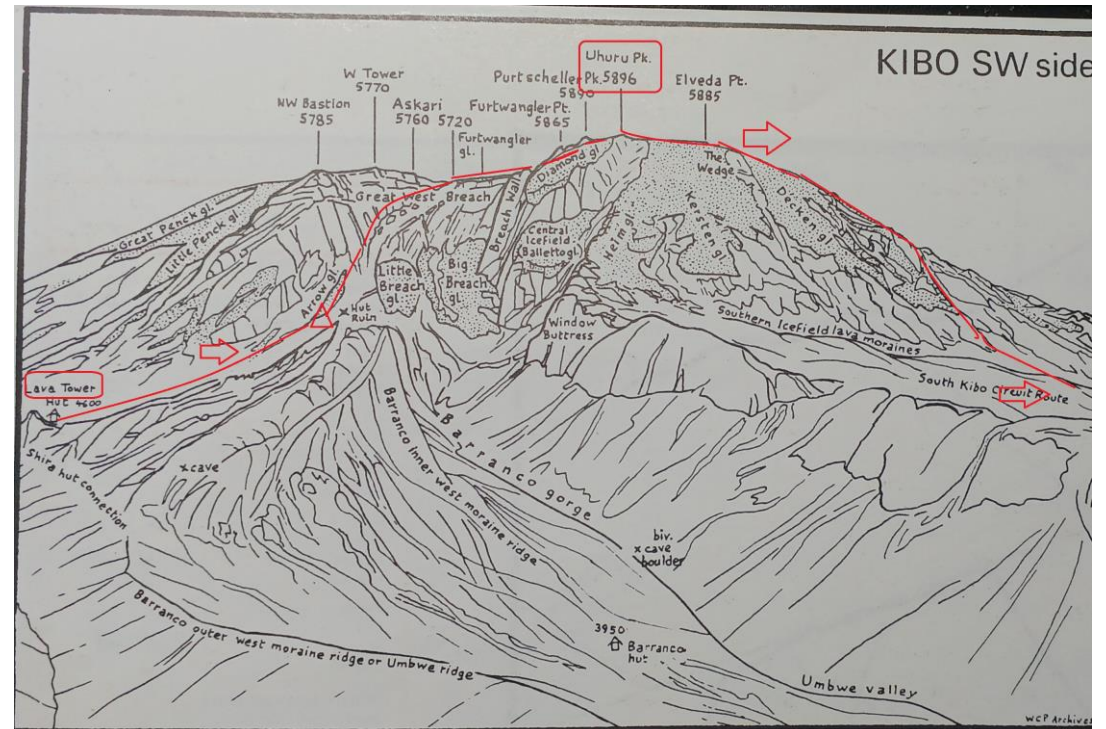 KIBO SW side
Uhuru Pk.
5896
W Tower
5770
Purtscheller Pk.
5890
Elveda Pt.
5885
NW Bastion
5785
Askari
5760
5720
Furtwangler Pt.
5865
Furtwangler
gl.
Great Penck gl.
Little Penck gl.
Great West Breach
Breach Wall
Diamond gl.
The
Wedge
Decken gl.
Kersten gl.
Heim gl.
Central
Icefield
(Balletto gl)
Big
Breach
gl.
Little
Breach
gl.
Arrow gl.
x Hut
Ruin
Window
Buttress
Southern Icefield lava moraines
South Kibo Circuit Route
Lava Tower
Hut 4600
Shira hut connection
x cave
Barranco inner west moraine ridge
Barranco gorge
biv.
x cave
boulder
Barranco outer west moraine ridge or Umbwe ridge
3950
Barranco
hut
Umbwe valley
WCP Archives